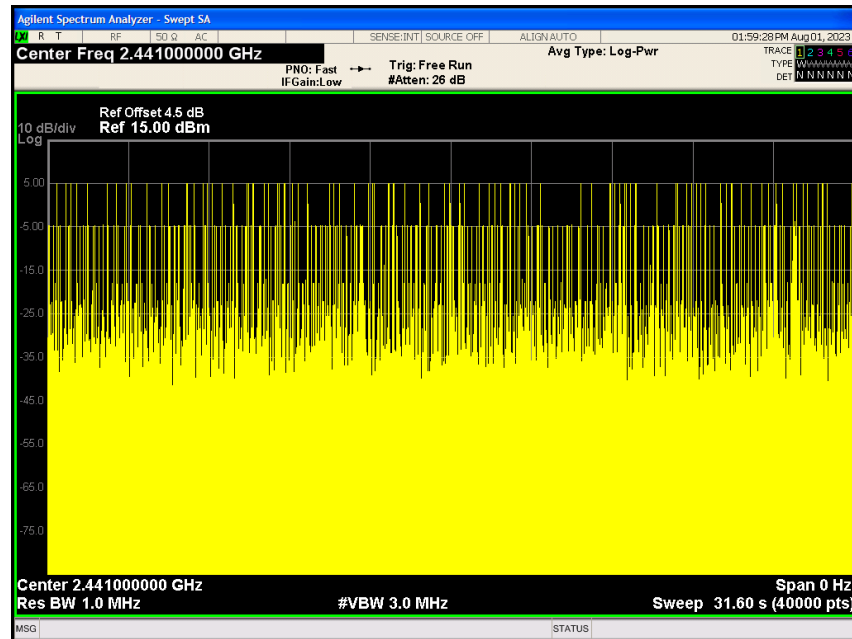 Agilent Spectrum Analyzer - Swept SA
LXI R T RF 50 Ω AC SENSE:INT SOURCE OFF ALIGN AUTO 01:59:28 PM Aug 01, 2023
Center Freq 2.441000000 GHz
Avg Type: Log-Pwr
TRACE 1 2 3 4 5 6
PNO: Fast Trig: Free Run
TYPE
IFGain:Low #Atten: 26 dB
DET N N N N N
Ref Offset 4.5 dB
10 dB/div Ref 15.00 dBm
Log
5.00
-5.00
-15.0
-25.0
-35.0
-45.0
-55.0
-65.0
-75.0
Center 2.441000000 GHz Span 0 Hz
Res BW 1.0 MHz #VBW 3.0 MHz Sweep 31.60 s (40000 pts)
MSG STATUS